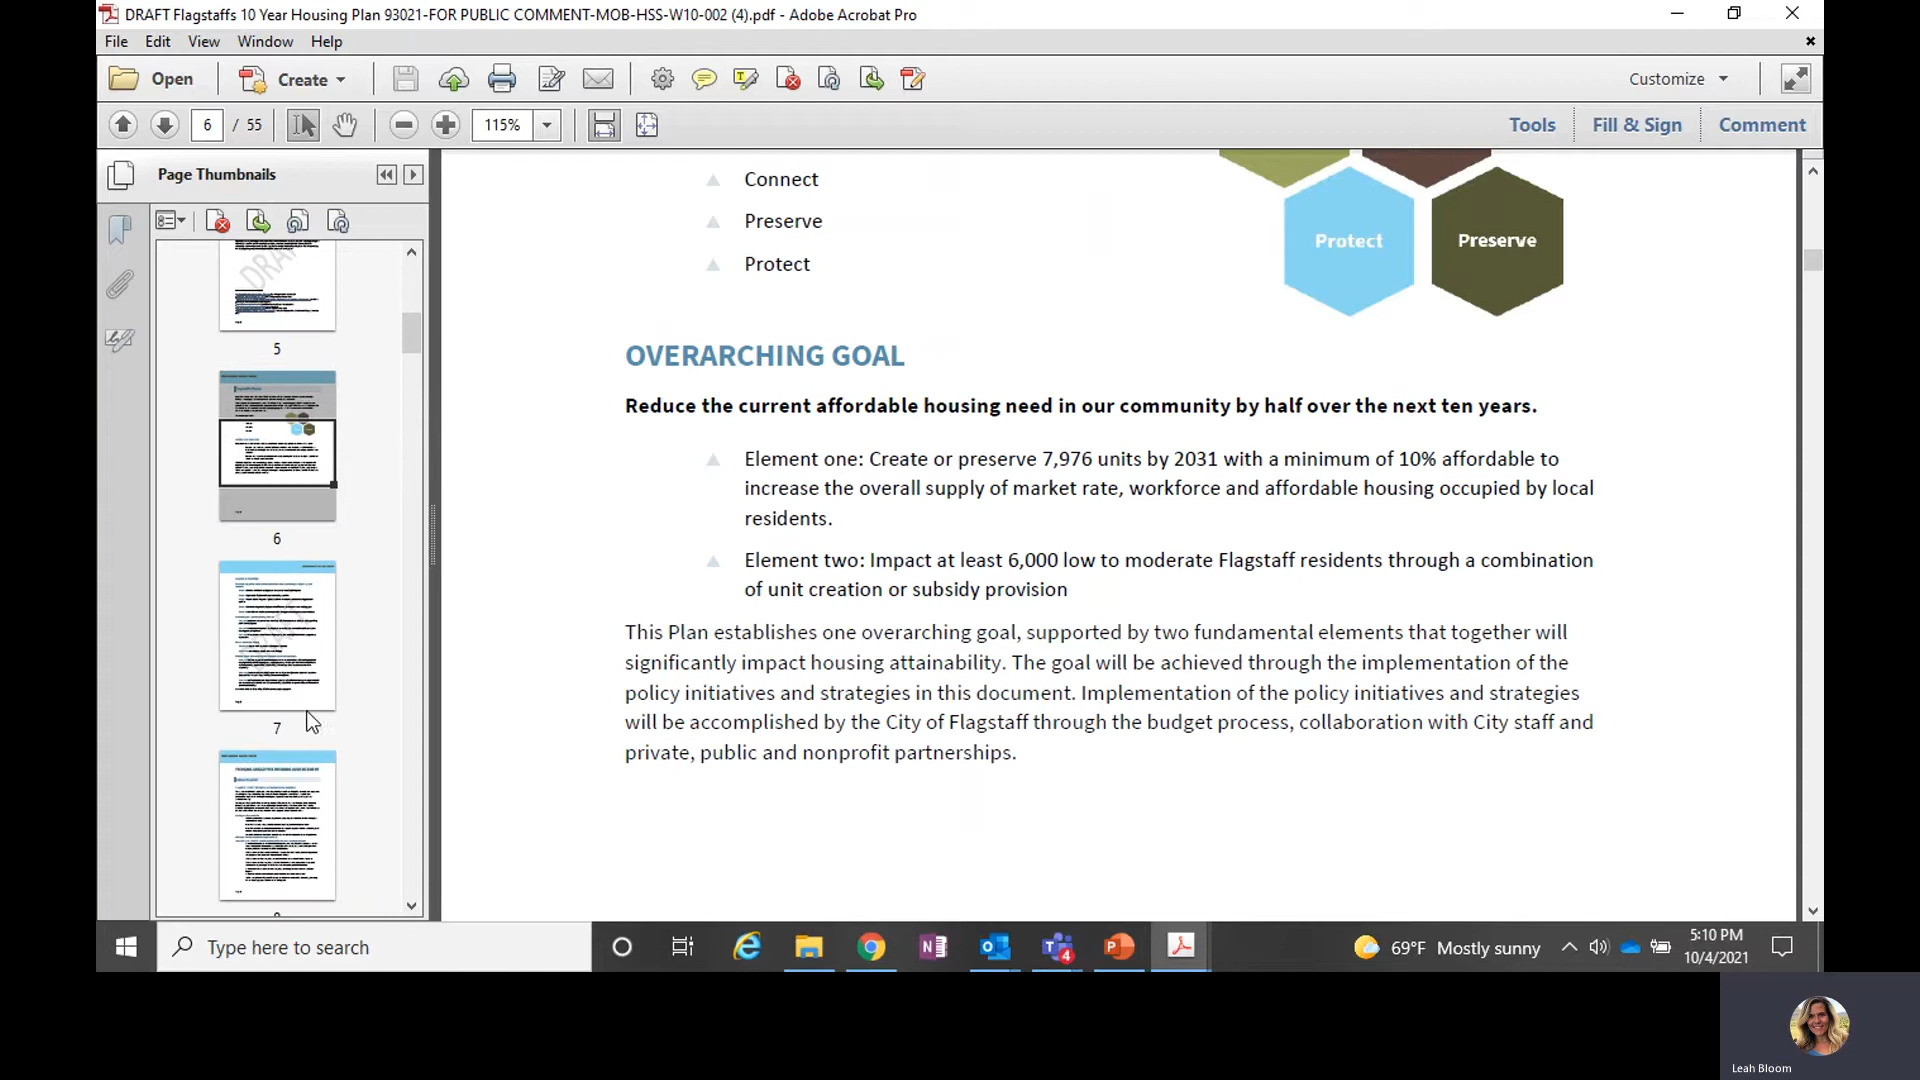 DRAFT Flagstaffs 10 Year Housing Plan 93021-FOR PUBLIC COMMENT-MOB-HSS-W10-002 (4).pdf - Adobe Acrobat Pro
File Edit View Window Help
Open Create Customize
6 / 55 115% Tools Fill & Sign Comment
Page Thumbnails
5
6
7
Connect
Preserve
Protect
Protect Preserve
OVERARCHING GOAL
Reduce the current affordable housing need in our community by half over the next ten years.
Element one: Create or preserve 7,976 units by 2031 with a minimum of 10% affordable to
increase the overall supply of market rate, workforce and affordable housing occupied by local
residents.
Element two: Impact at least 6,000 low to moderate Flagstaff residents through a combination
of unit creation or subsidy provision
This Plan establishes one overarching goal, supported by two fundamental elements that together will
significantly impact housing attainability. The goal will be achieved through the implementation of the
policy initiatives and strategies in this document. Implementation of the policy initiatives and strategies
will be accomplished by the City of Flagstaff through the budget process, collaboration with City staff and
private, public and nonprofit partnerships.
Type here to search
4
69°F Mostly sunny
5:10 PM
10/4/2021
Leah Bloom